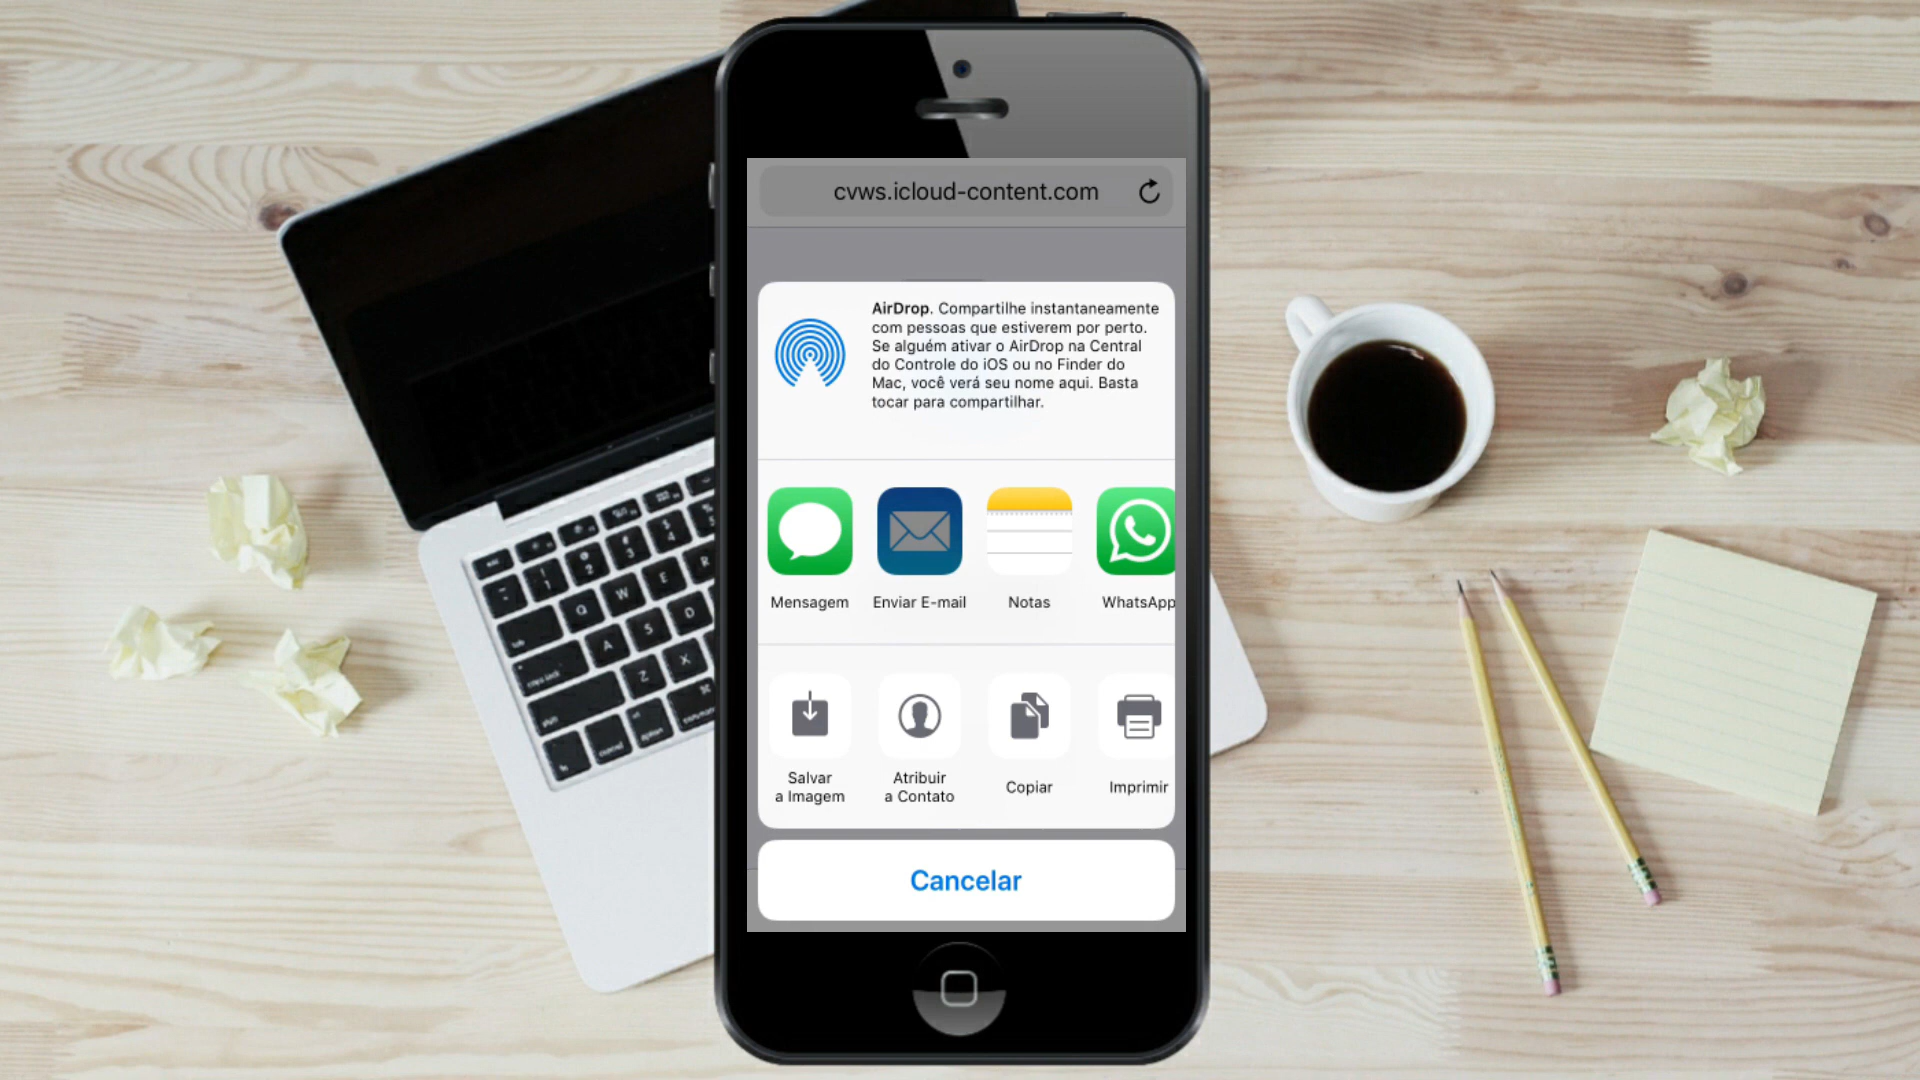 cvws.icloud-content.com
AirDrop. Compartilhe instantaneamente
com pessoas que estiverem por perto.
Se alguém ativar o AirDrop na Central
do Controle do iOS ou no Finder do
Mac, você verá seu nome aqui. Basta
tocar para compartilhar.
Mensagem
Enviar E-mail
Notas
WhatsApp
Salvar
a Imagem
Atribuir
a Contato
Copiar
Imprimir
Cancelar